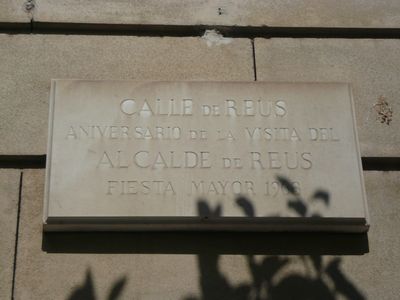 CALLE DE REUS
ANIVERSARIO DE LA VISITA DEL
ALCALDE DE REUS
FIESTA MAYOR